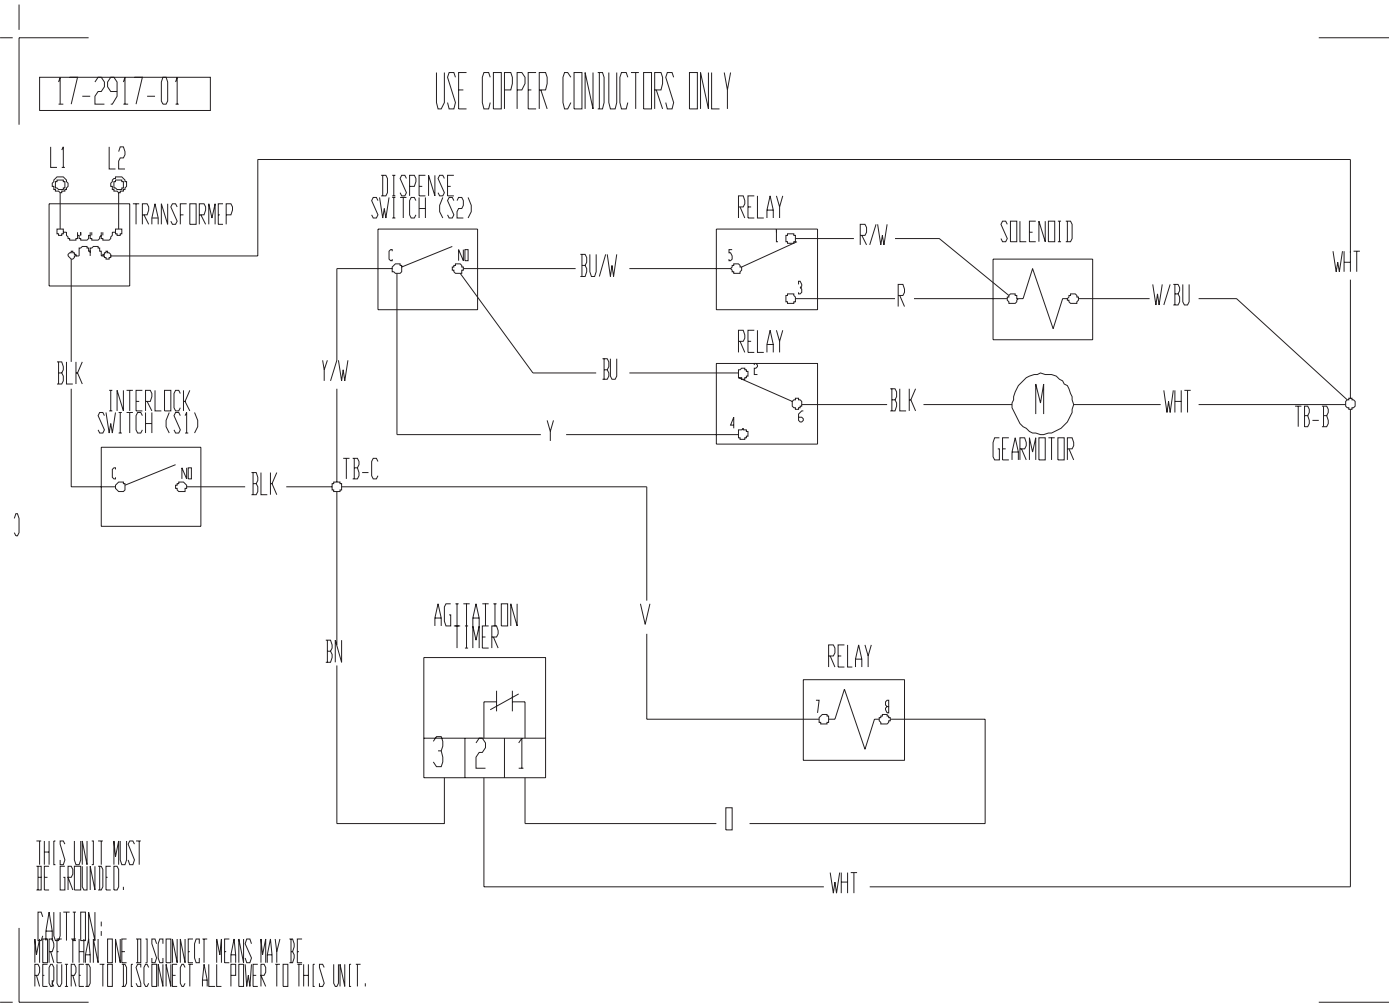 17-2917-01
USE COPPER CONDUCTORS ONLY
L1
L2
TRANSFORMEP
DISPENSE
SWITCH (S2)
C
NO
BU/W
RELAY
1
5
3
R/W
R
SOLENOID
W/BU
WHT
BLK
Y/W
BU
Y
RELAY
2
4
6
BLK
M
GEARMOTOR
WHT
TB-B
INTERLOCK
SWITCH (S1)
C
NO
BLK
TB-C
BN
V
AGITATION
TIMER
3
2
1
RELAY
7
8
O
WHT
THIS UNIT MUST
BE GROUNDED.
CAUTION:
MORE THAN ONE DISCONNECT MEANS MAY BE
REQUIRED TO DISCONNECT ALL POWER TO THIS UNIT.